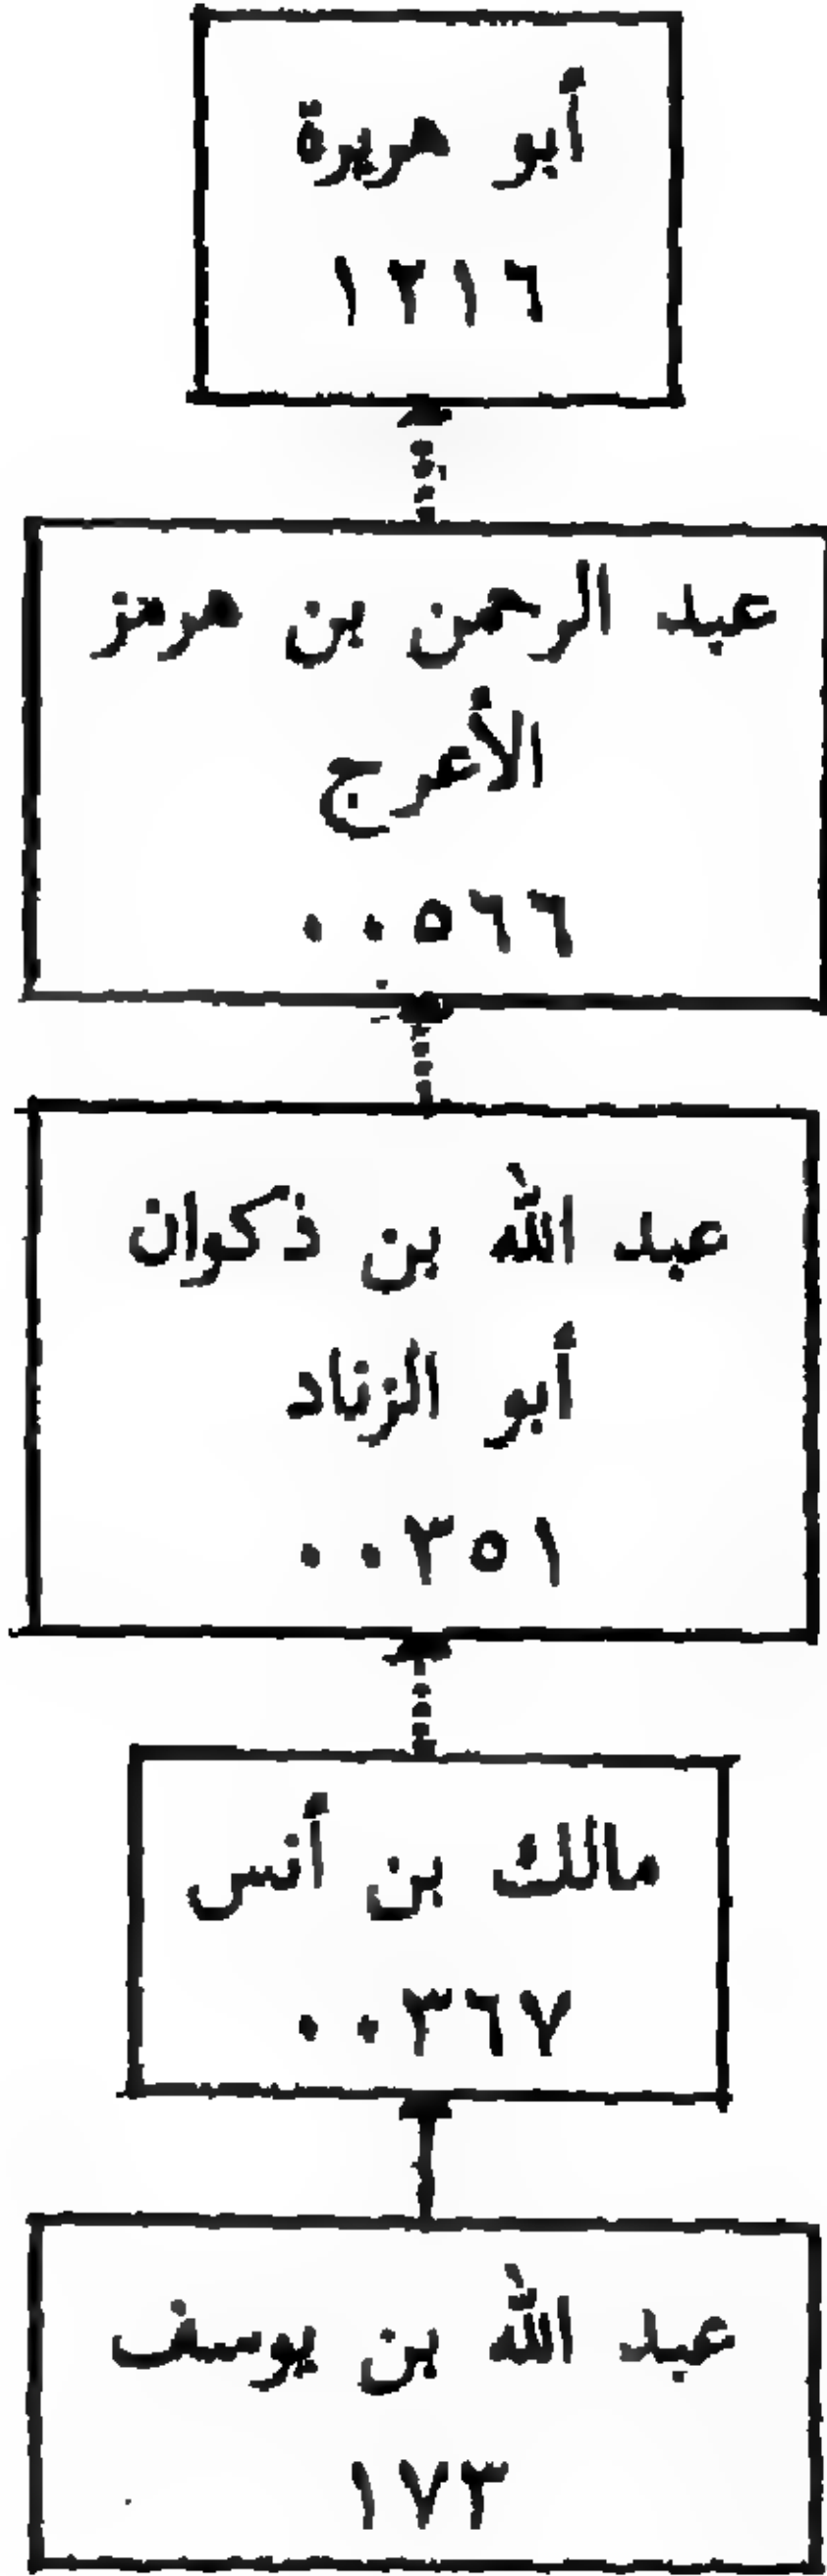 أبو هريرة
١٢١٦
عبد الرحمن بن هرمز
الأعرج
٠٠٥٦٦
عبد الله بن ذكوان
أبو الزناد
٠٠٣٥١
مالك بن أنس
٠٠٣٦٧
عبد الله بن يوسف
١٧٣